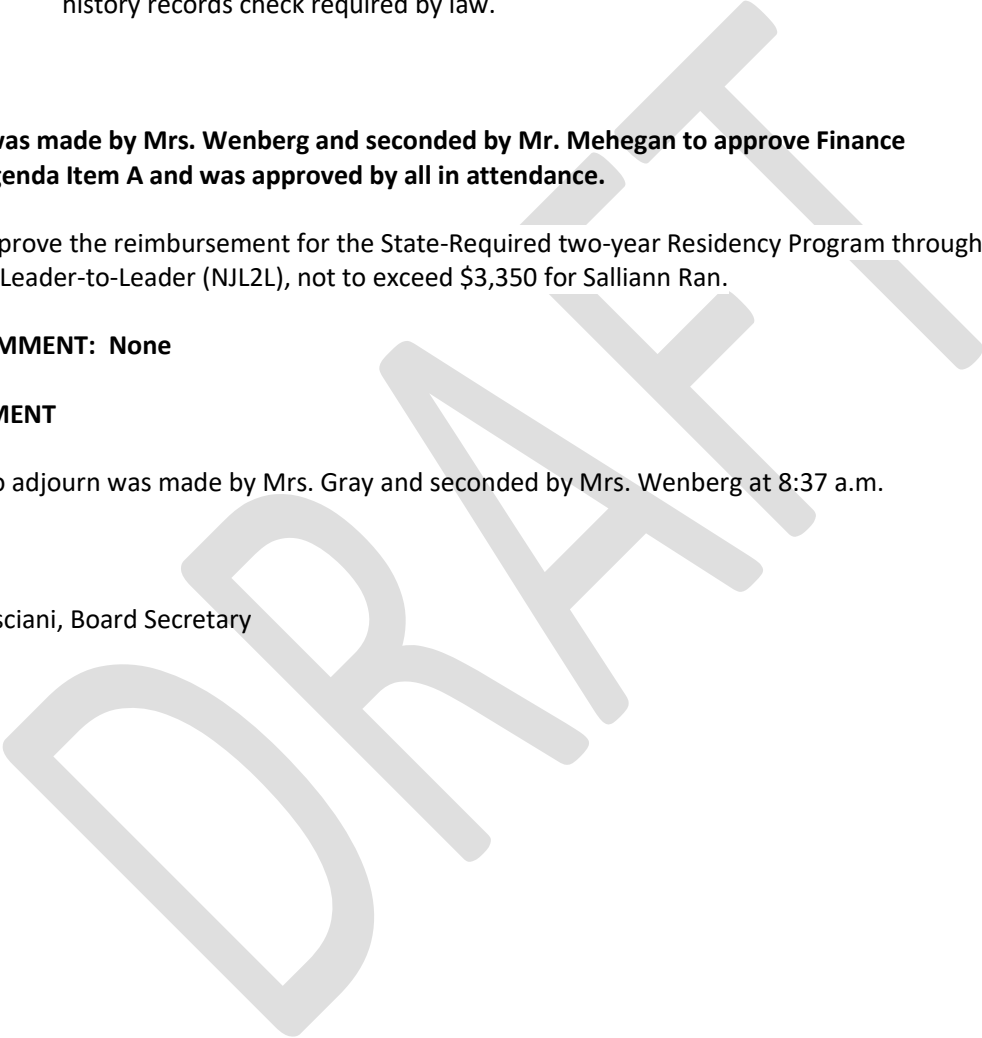 history records check required by law.
was made by Mrs. Wenberg and seconded by Mr. Mehegan to approve Finance
genda Item A and was approved by all in attendance.
prove the reimbursement for the State-Required two-year Residency Program through
Leader-to-Leader (NJL2L), not to exceed $3,350 for Salliann Ran.
MMENT: None
MENT
o adjourn was made by Mrs. Gray and seconded by Mrs. Wenberg at 8:37 a.m.
sciani, Board Secretary
DRAFT